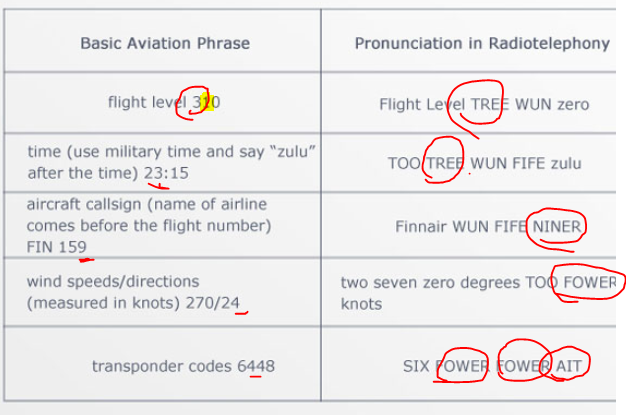 Basic Aviation Phrase
Pronunciation in Radiotelephony
flight level 310
Flight Level TREE WUN zero
time (use military time and say “zulu”
after the time) 23:15
TOO TREE WUN FIFE zulu
aircraft callsign (name of airline
comes before the flight number)
FIN 159
Finnair WUN FIFE NINER
wind speeds/directions
(measured in knots) 270/24
two seven zero degrees TOO FOWER
knots
transponder codes 6448
SIX FOWER FOWER AIT